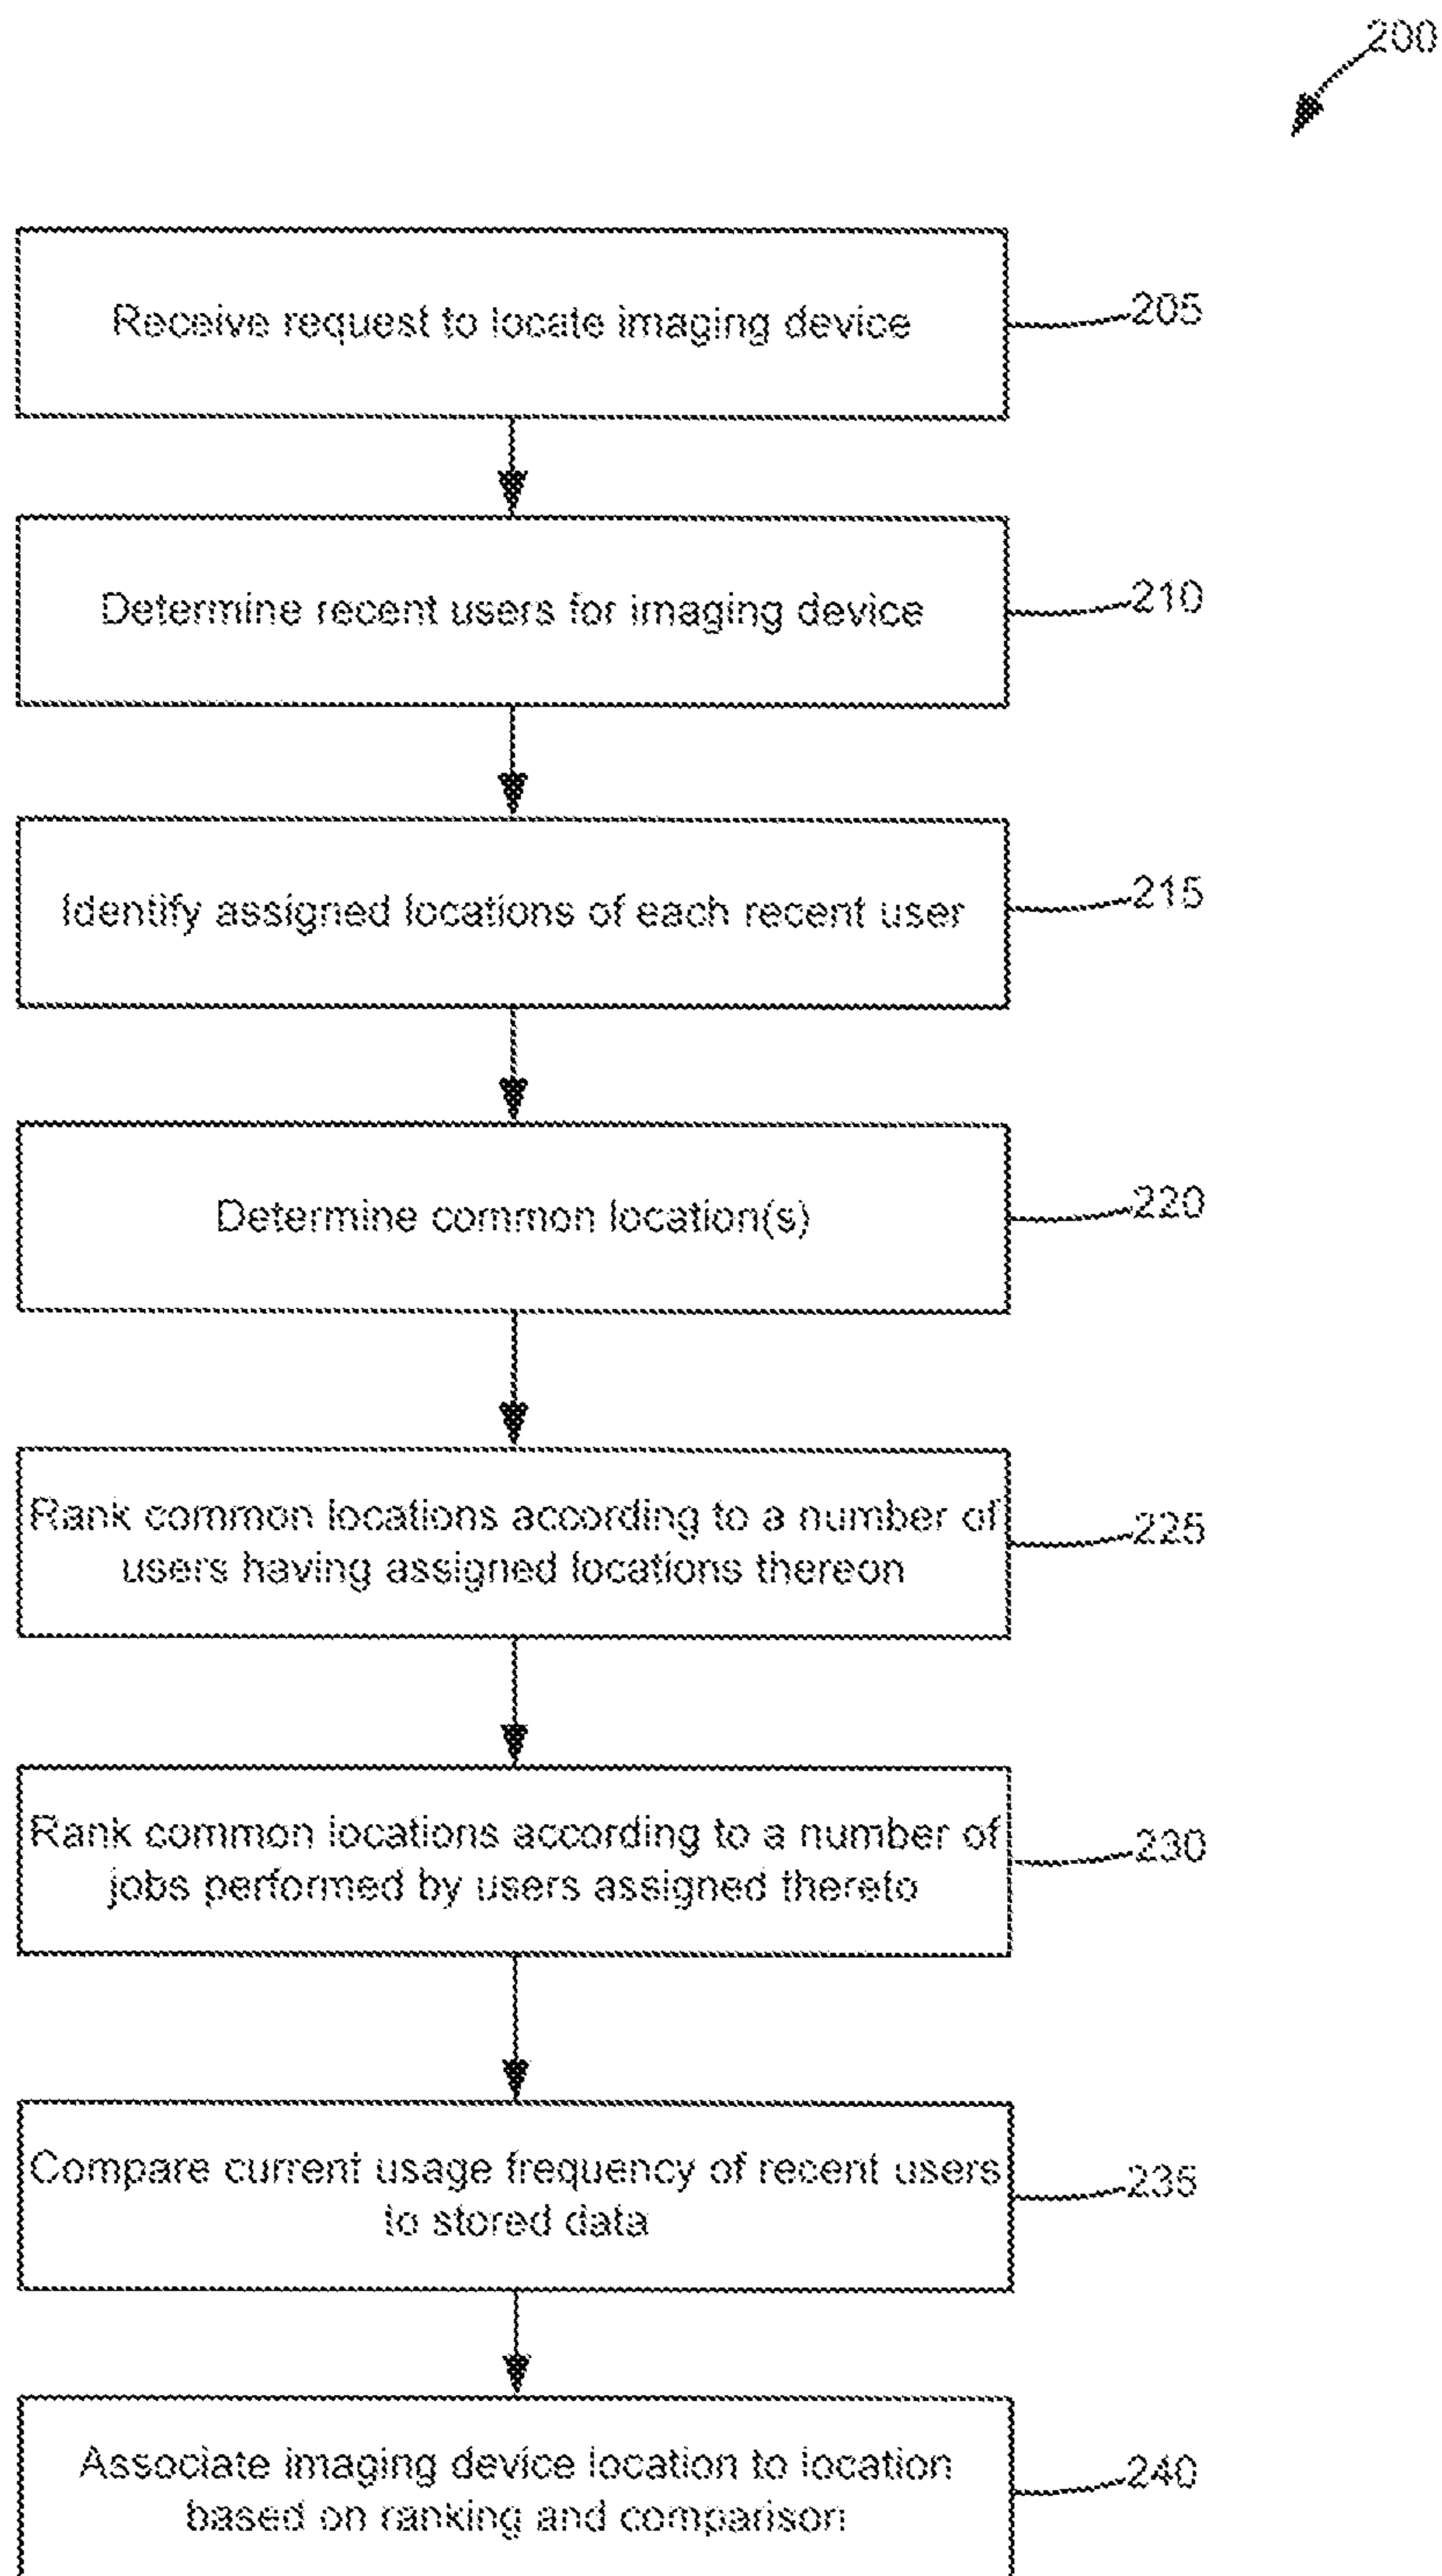 200
Receive request to locate imaging device
205
Determine recent users for imaging device
210
Identify assigned locations of each recent user
215
Determine common location(s)
220
Rank common locations according to a number of
users having assigned locations thereon
225
Rank common locations according to a number of
jobs performed by users assigned thereto
230
Compare current usage frequency of recent users
to stored data
235
Associate imaging device location to location
based on ranking and comparison
240